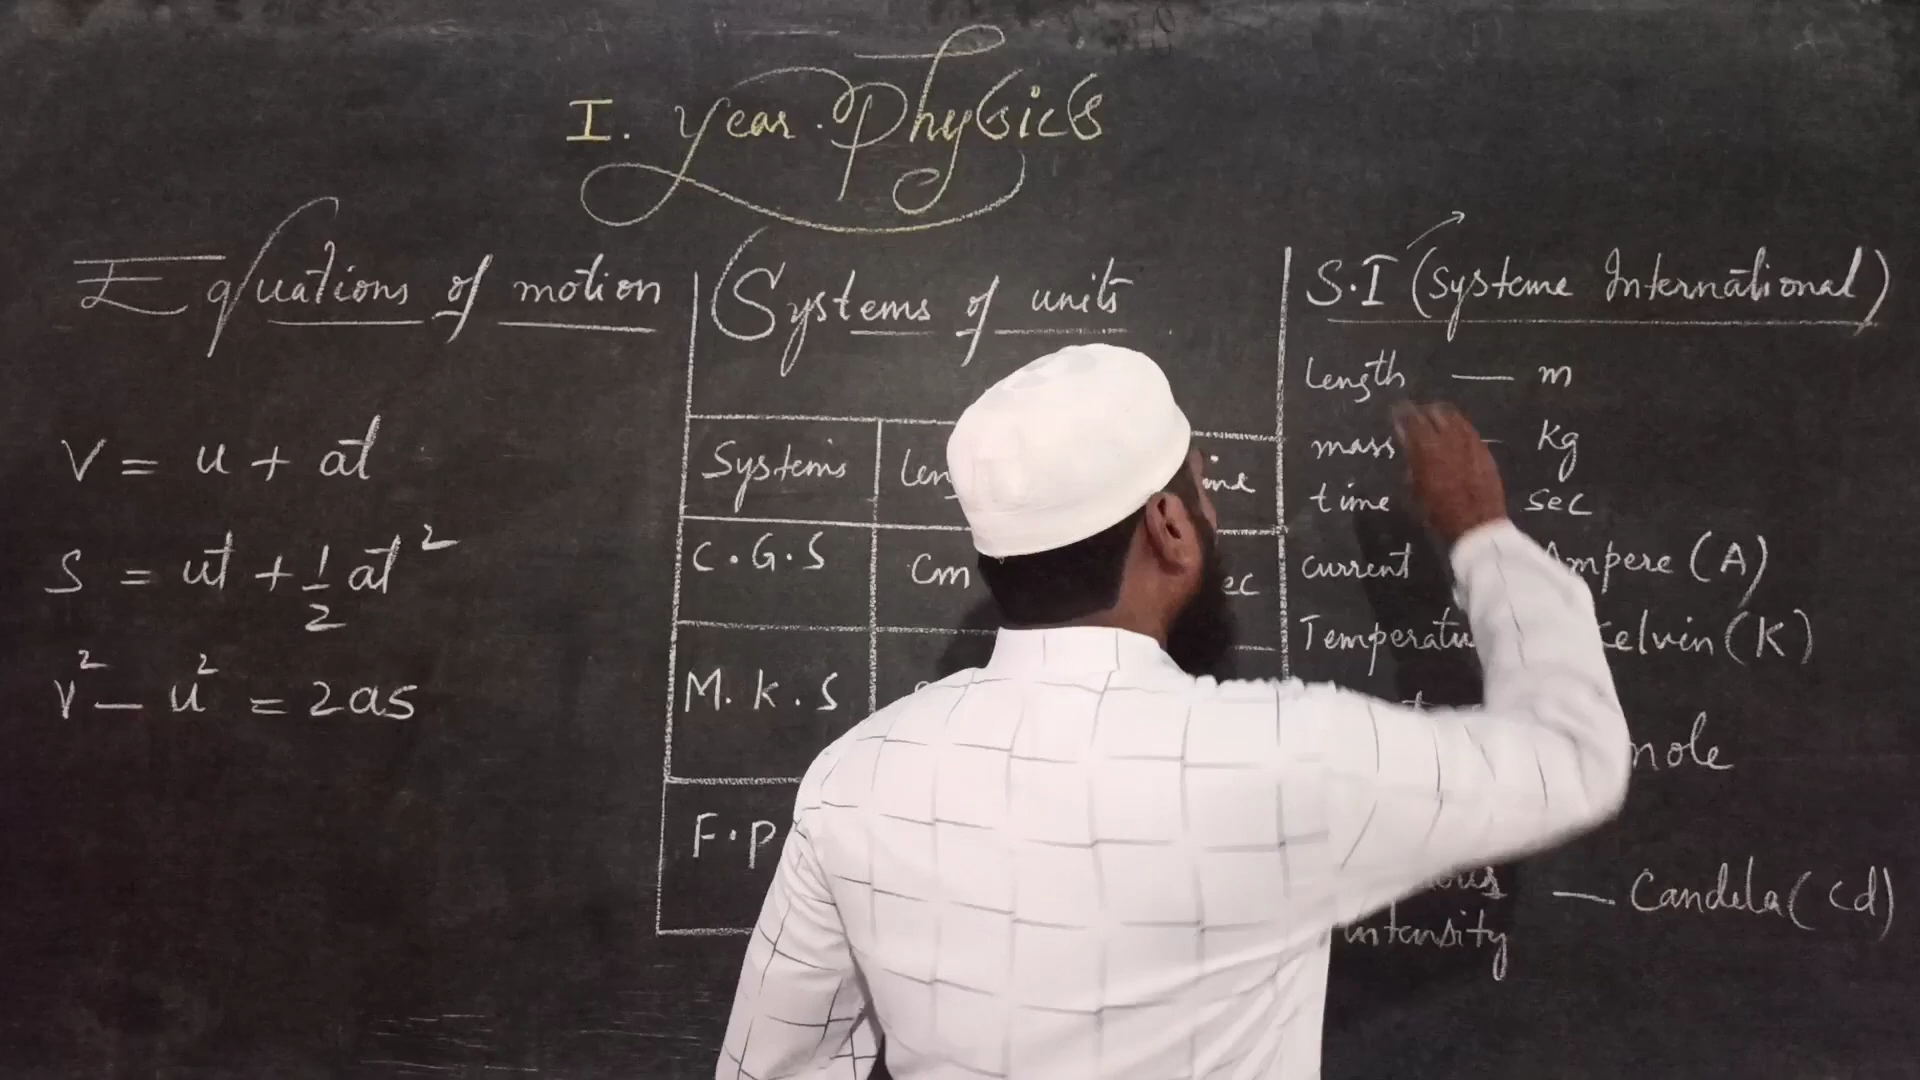 I. Year. Physics
Equations of motion
V = u + at
S = ut + 1/2 at²
V² - u² = 2as
Systems of units
Systems
C.G.S Cm
M.K.S
S.I (Systeme International)
Length — m
mass — kg
time sec
current Ampere (A)
Kelvin (K)
mole
intensity — Candela (cd)